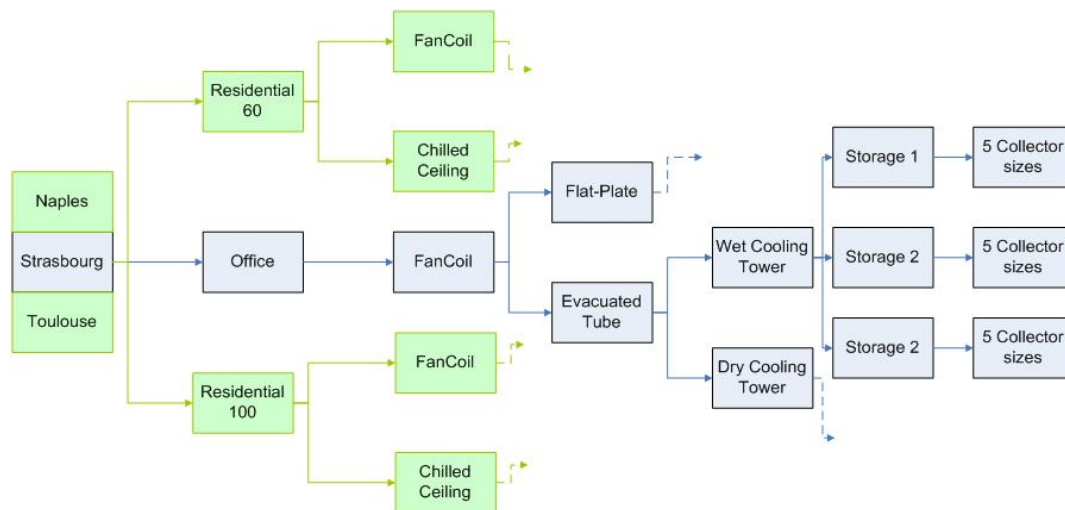 Naples
Strasbourg
Toulouse
Residential
60
Office
Residential
100
FanCoil
Chilled
Ceiling
FanCoil
FanCoil
Chilled
Ceiling
Flat-Plate
Evacuated
Tube
Wet Cooling
Tower
Dry Cooling
Tower
Storage 1
Storage 2
Storage 2
5 Collector
sizes
5 Collector
sizes
5 Collector
sizes